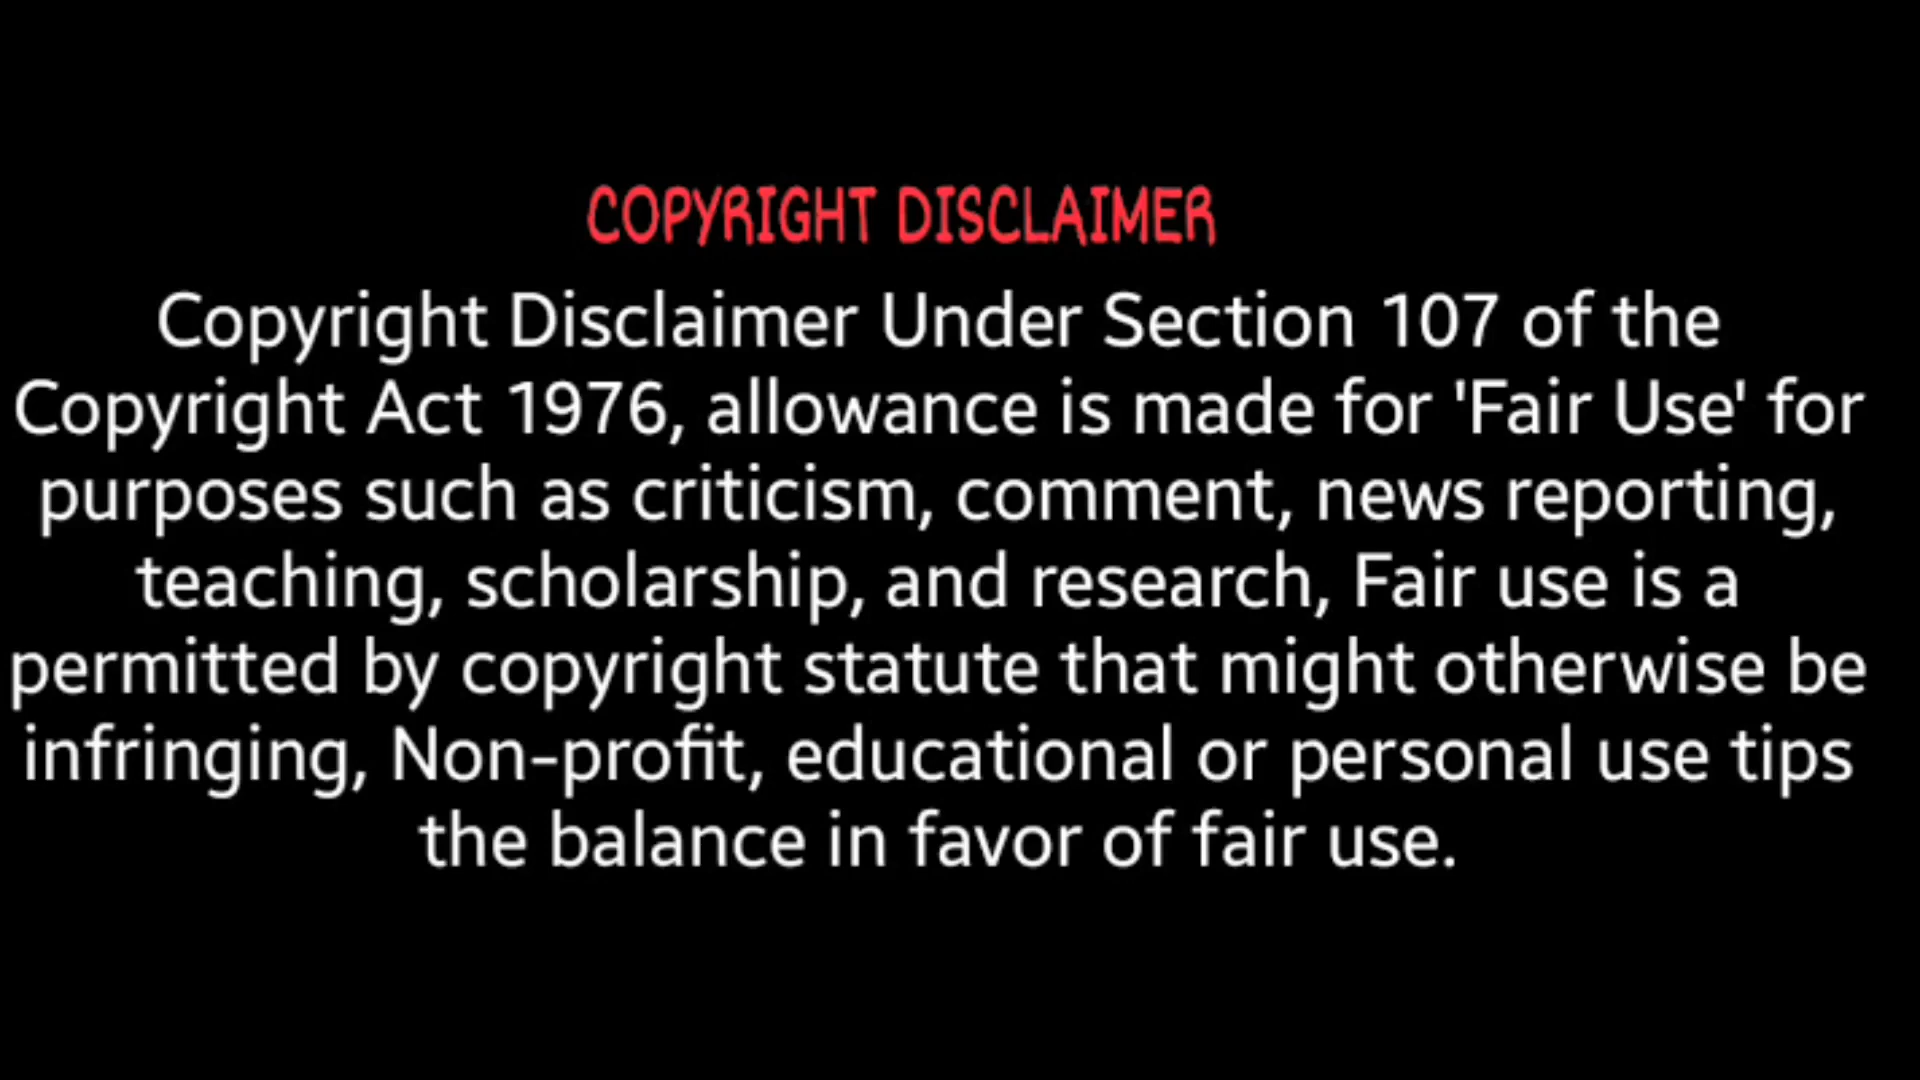 COPYRIGHT DISCLAIMER
Copyright Disclaimer Under Section 107 of the
Copyright Act 1976, allowance is made for 'Fair Use' for
purposes such as criticism, comment, news reporting,
teaching, scholarship, and research, Fair use is a
permitted by copyright statute that might otherwise be
infringing, Non-profit, educational or personal use tips
the balance in favor of fair use.